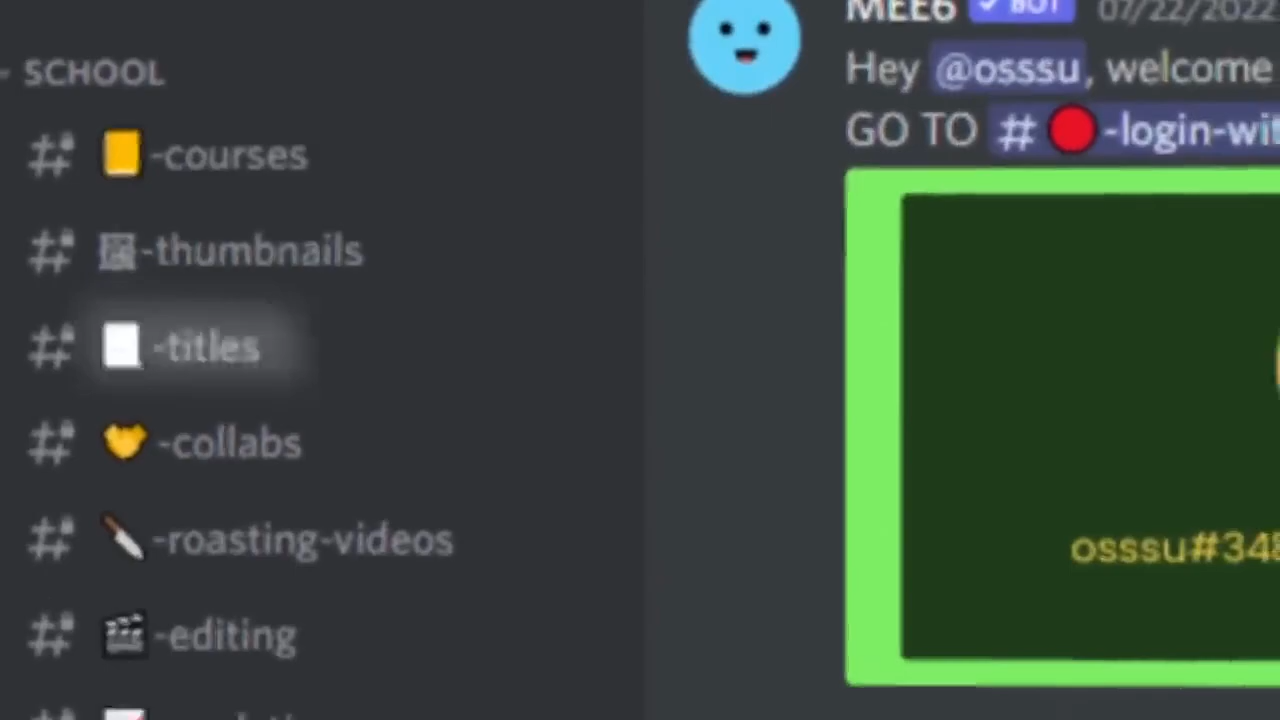 SCHOOL
-courses
-thumbnails
-titles
-collabs
-roasting-videos
-editing
MEE6 BOT 07/22/2022
Hey @osssu, welcome
GO TO # -login-wit
osssu#345